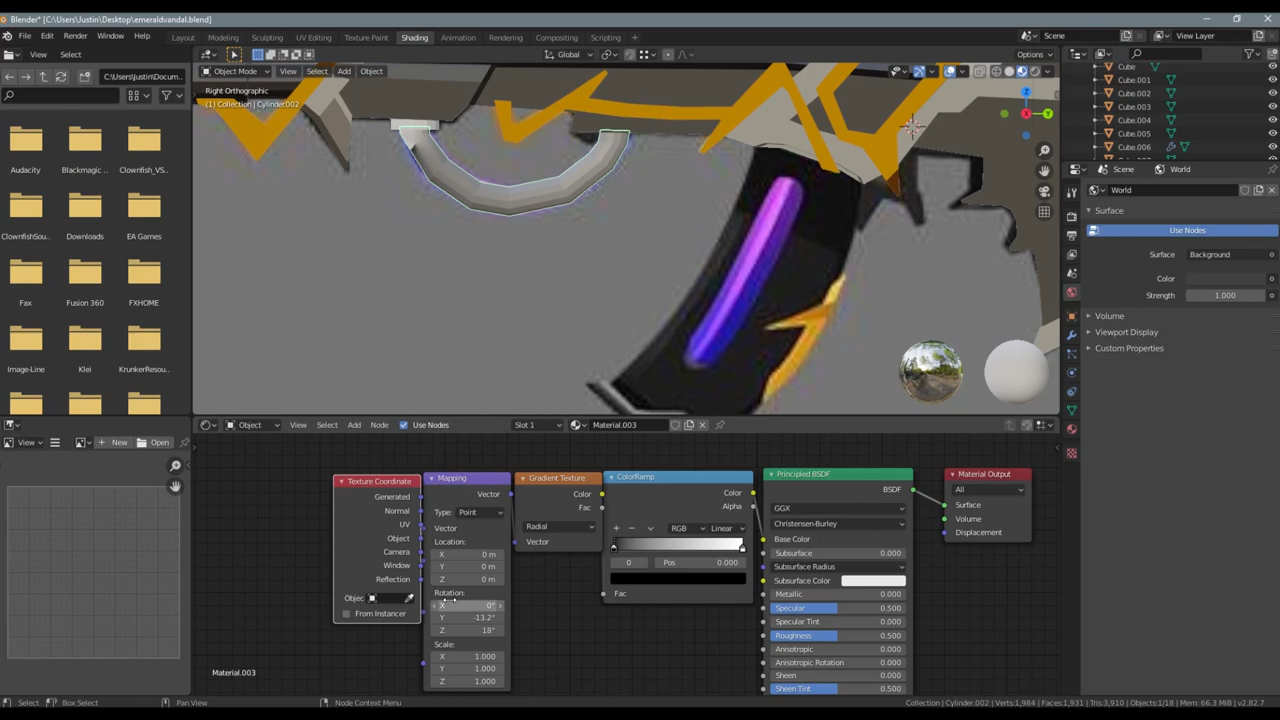 Blender* [C:\Users\Justin\Desktop\emeraldvandal.blend]
File Edit Render Window Help Layout Modeling Sculpting UV Editing Texture Paint Shading Animation Rendering Compositing Scripting + Scene View Layer
View Select Global Options
C:\Users\Justin\Docum... Object Mode View Select Add Object
Right Orthographic
(1) Collection | Cylinder.002
Cube
Cube.001
Cube.002
Cube.003
Cube.004
Cube.005
Cube.006
Audacity Blackmagic ... Clownfish_VS...
ClownfishSou... Downloads EA Games
Fax Fusion 360 FXHOME
Image-Line Klei KrunkerResou...
Scene World
World
Surface
Use Nodes
Surface Background
Color
Strength 1.000
Volume
Viewport Display
Custom Properties
Object View Select Add Node Use Nodes Slot 1 Material.003
View New Open
Texture Coordinate
Generated
Normal
UV
Object
Camera
Window
Reflection
Objec
From Instancer
Mapping
Vector
Type: Point
Vector
Location:
X 0 m
Y 0 m
Z 0 m
Rotation:
X 0°
Y -13.2°
Z 18°
Scale:
X 1.000
Y 1.000
Z 1.000
Gradient Texture
Color
Fac
Radial
Vector
ColorRamp
Color
Alpha
+ − RGB Linear
0 Pos 0.000
Fac
Principled BSDF
BSDF
GGX
Christensen-Burley
Base Color
Subsurface 0.000
Subsurface Radius
Subsurface Color
Metallic 0.000
Specular 0.500
Specular Tint 0.000
Roughness 0.500
Anisotropic 0.000
Anisotropic Rotation 0.000
Sheen 0.000
Sheen Tint 0.500
Material Output
All
Surface
Volume
Displacement
Material.003
Select Box Select Pan View Node Context Menu Collection | Cylinder.002 | Verts:1,984 | Faces:1,931 | Tris:3,910 | Objects:1/18 | Mem: 66.3 MiB | v2.82.7